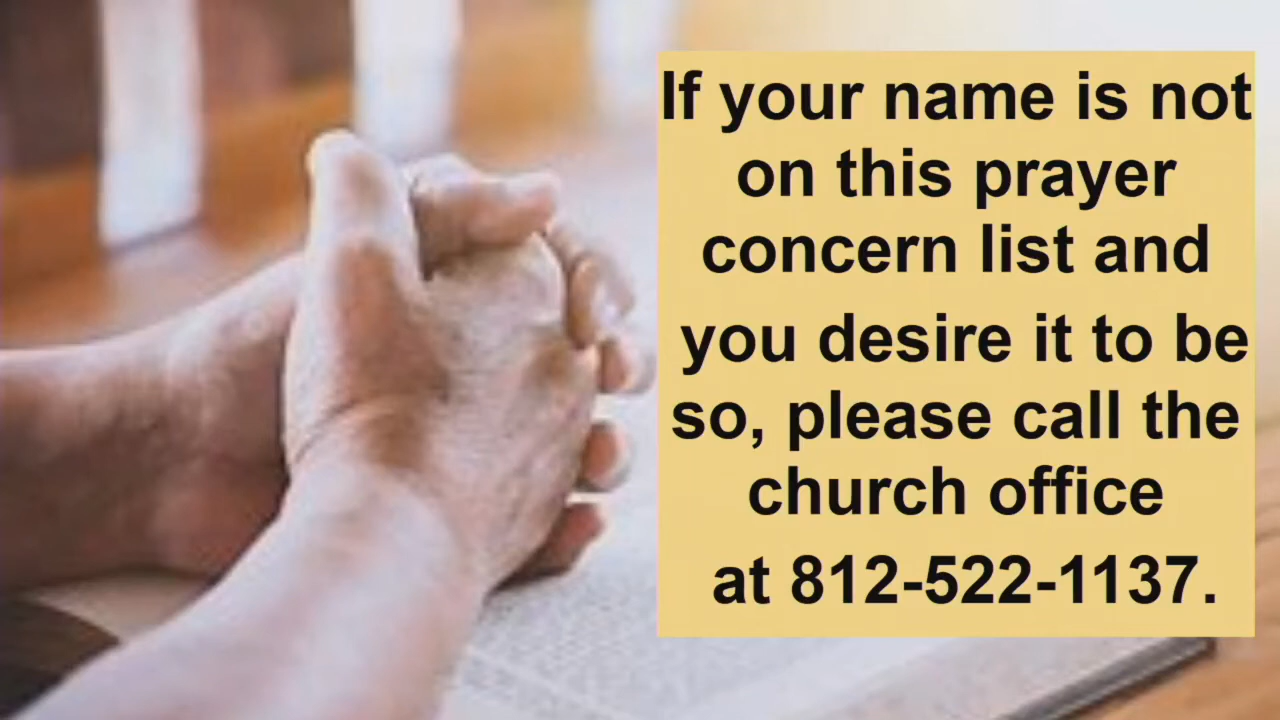 If your name is not
on this prayer
concern list and
you desire it to be
so, please call the
church office
at 812-522-1137.